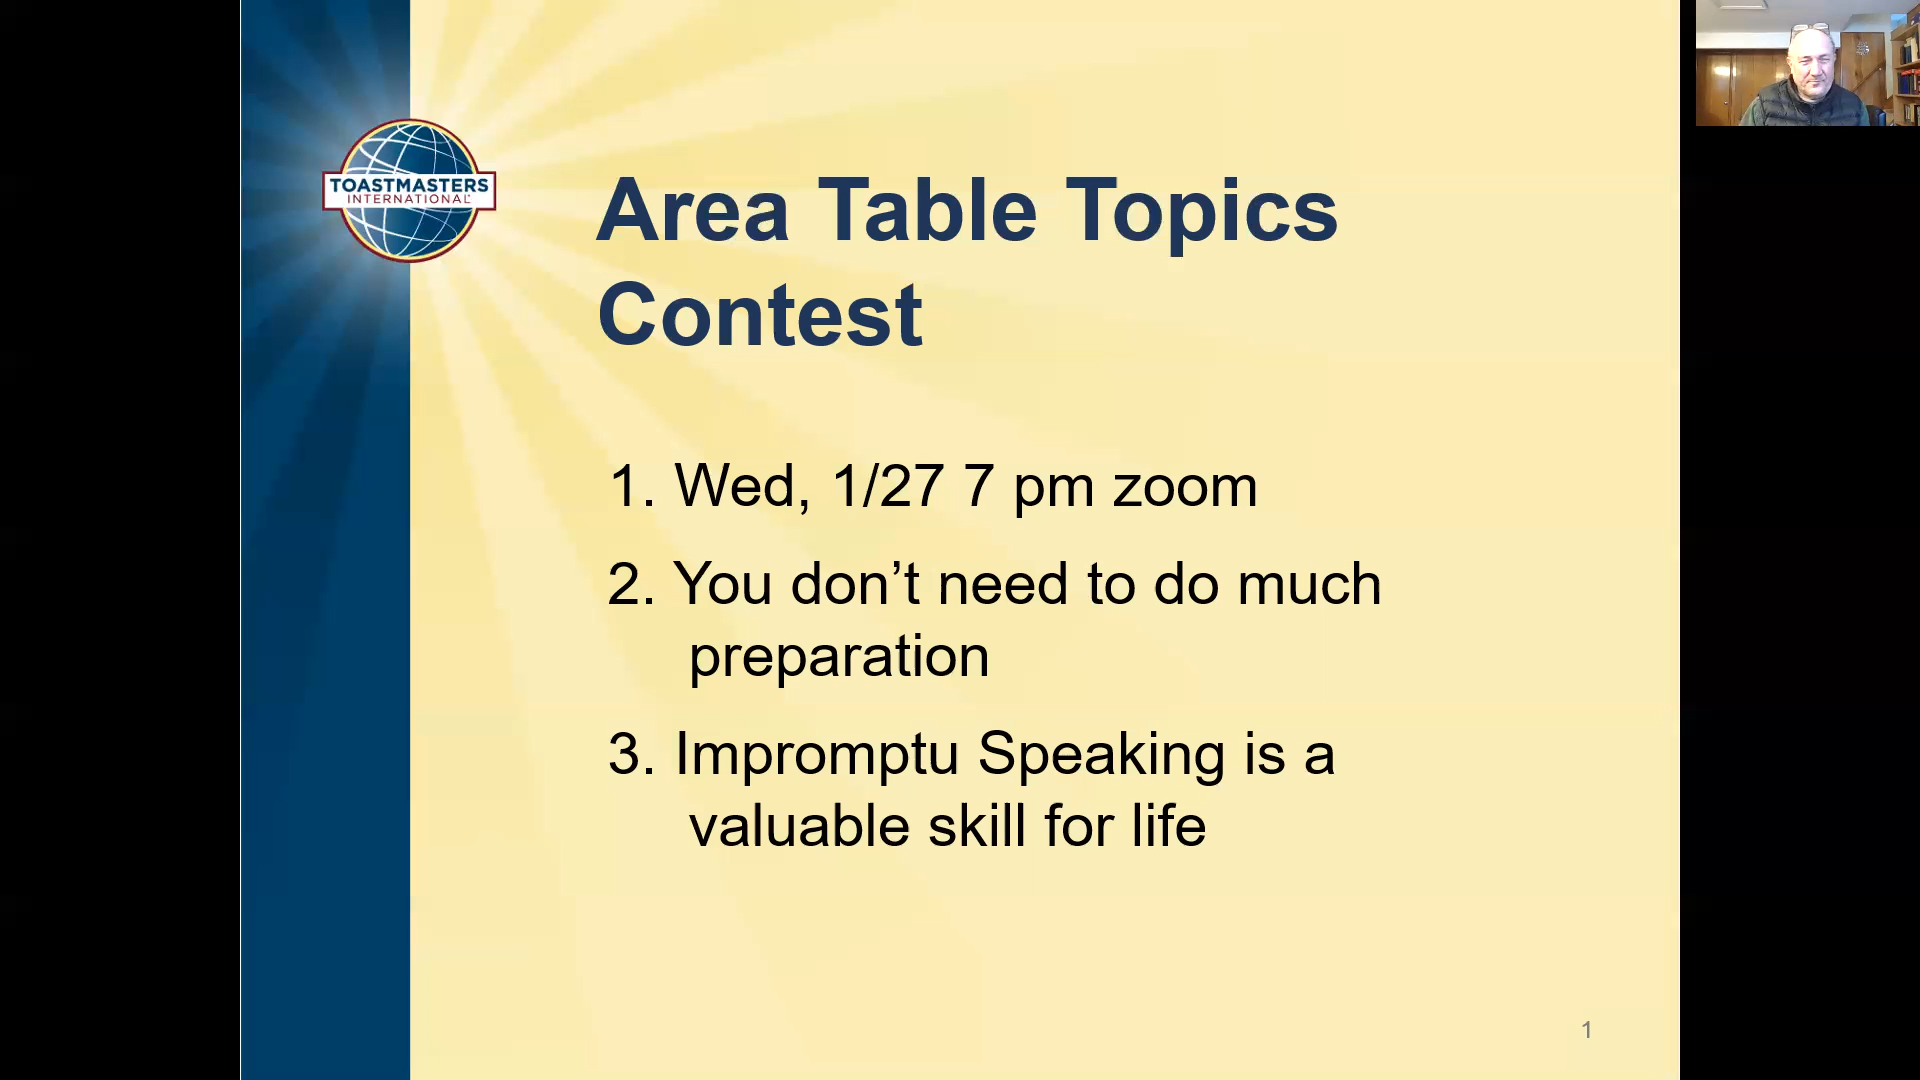 TOASTMASTERS
INTERNATIONAL
Area Table Topics
Contest
1. Wed, 1/27 7 pm zoom
2. You don’t need to do much
preparation
3. Impromptu Speaking is a
valuable skill for life
1